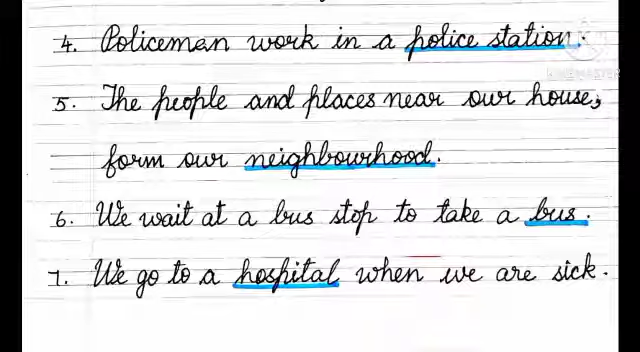 4. Policeman work in a police station.
5. The people and places near our house,
form our neighbourhood.
6. We wait at a bus stop to take a bus.
7. We go to a hospital when we are sick.